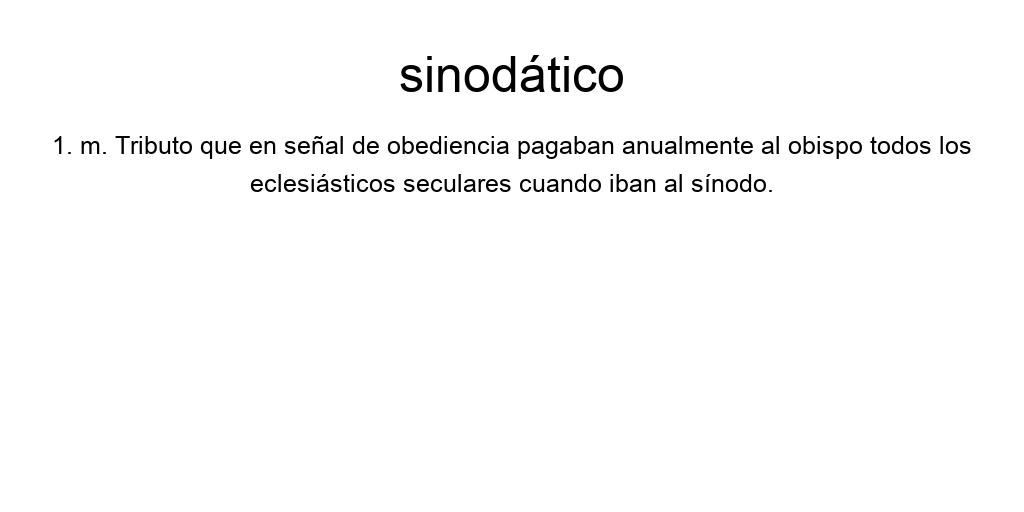 sinodático
1. m. Tributo que en señal de obediencia pagaban anualmente al obispo todos los
eclesiásticos seculares cuando iban al sínodo.